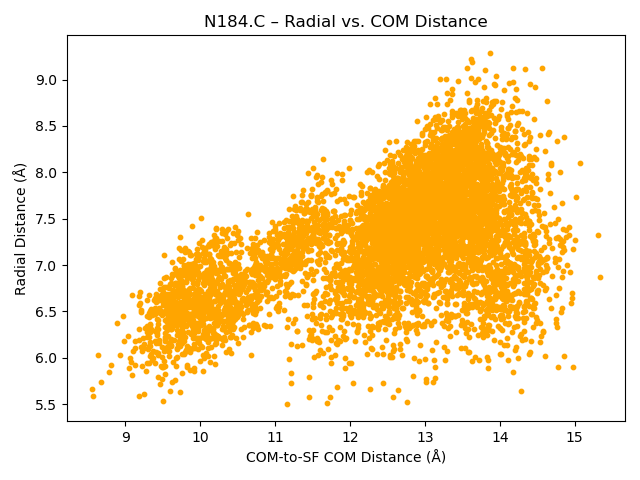 N184.C – Radial vs. COM Distance
Radial Distance (Å)
9.0
8.5
8.0
7.5
7.0
6.5
6.0
5.5
9 10 11 12 13 14 15
COM-to-SF COM Distance (Å)